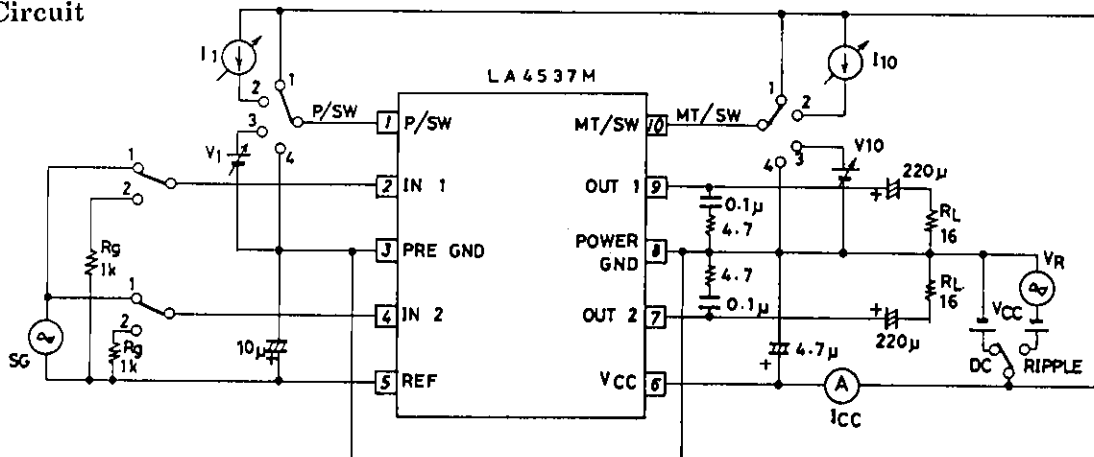 Circuit
LA4537M
I1
I10
1
2
3
4
P/SW
1
P/SW
MT/SW
10
MT/SW
1
2
3
4
V1
V10
1
2
2
IN 1
OUT 1
9
220μ
+
0.1μ
4.7
RL
16
Rg
1k
3
PRE GND
POWER
GND
8
VR
4.7
0.1μ
RL
16
1
2
4
IN 2
OUT 2
7
+
220μ
VCC
SG
Rg
1k
10μ
+
4.7μ
+
DC
RIPPLE
5
REF
VCC
6
A
ICC